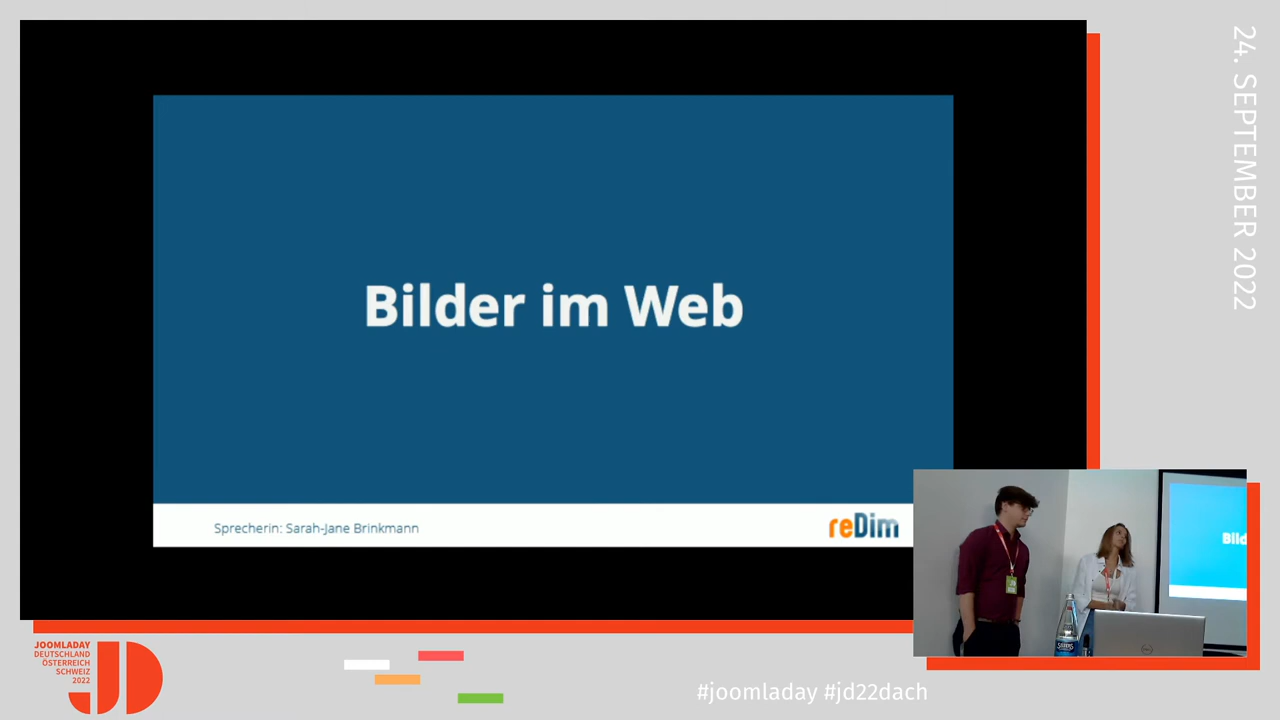 24. SEPTEMBER 2022
Bilder im Web
Sprecherin: Sarah-Jane Brinkmann
reDim
Bild
JOOMLADAY
DEUTSCHLAND
ÖSTERREICH
SCHWEIZ
2022
JD
#joomladay #jd22dach